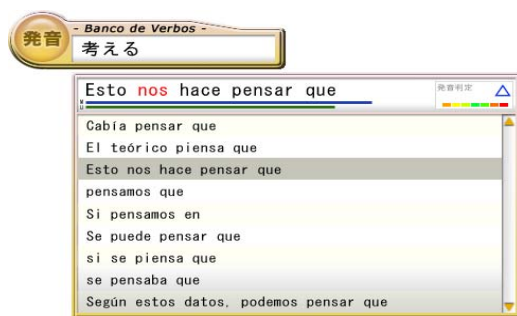 発音
- Banco de Verbos -
考える
Esto nos hace pensar que
発音判定
M
U
Cabía pensar que
El teórico piensa que
Esto nos hace pensar que
pensamos que
Si pensamos en
Se puede pensar que
si se piensa que
se pensaba que
Según estos datos, podemos pensar que